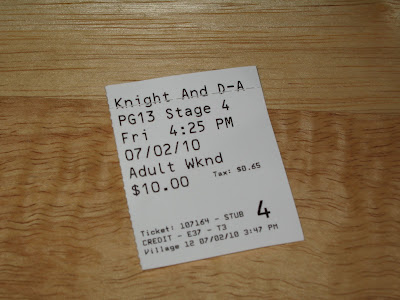 Knight And D-A
PG13 Stage 4
Fri 4:25 PM
07/02/10
Adult Wknd
$10.00 Tax: $0.65
Ticket: 107164 - STUB
CREDIT - E37 - T3
Village 12 07/02/10 3:47 PM
4